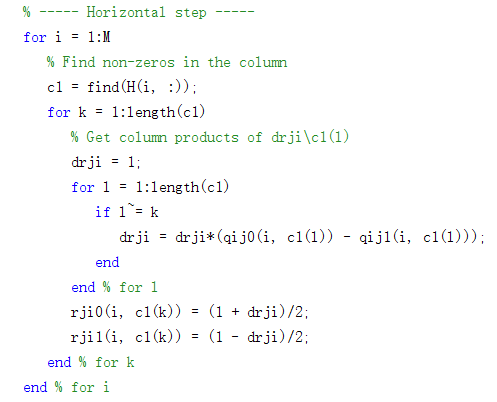 % ----- Horizontal step -----
for i = 1:M
% Find non-zeros in the column
c1 = find(H(i, :));
for k = 1:length(c1)
% Get column products of drji\c1(l)
drji = 1;
for l = 1:length(c1)
if l~= k
drji = drji*(qij0(i, c1(l)) - qij1(i, c1(l)));
end
end % for l
rji0(i, c1(k)) = (1 + drji)/2;
rji1(i, c1(k)) = (1 - drji)/2;
end % for k
end % for i